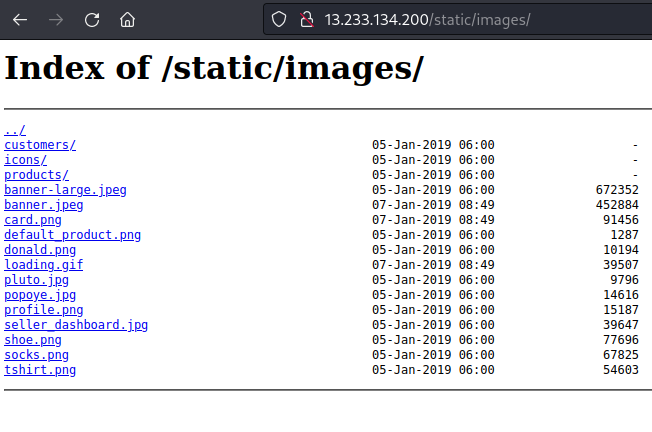 13.233.134.200/static/images/
Index of /static/images/
../
customers/ 05-Jan-2019 06:00 -
icons/ 05-Jan-2019 06:00 -
products/ 05-Jan-2019 06:00 -
banner-large.jpeg 05-Jan-2019 06:00 672352
banner.jpeg 07-Jan-2019 08:49 452884
card.png 07-Jan-2019 08:49 91456
default_product.png 05-Jan-2019 06:00 1287
donald.png 05-Jan-2019 06:00 10194
loading.gif 07-Jan-2019 08:49 39507
pluto.jpg 05-Jan-2019 06:00 9796
popoye.jpg 05-Jan-2019 06:00 14616
profile.png 05-Jan-2019 06:00 15187
seller_dashboard.jpg 05-Jan-2019 06:00 39647
shoe.png 05-Jan-2019 06:00 77696
socks.png 05-Jan-2019 06:00 67825
tshirt.png 05-Jan-2019 06:00 54603